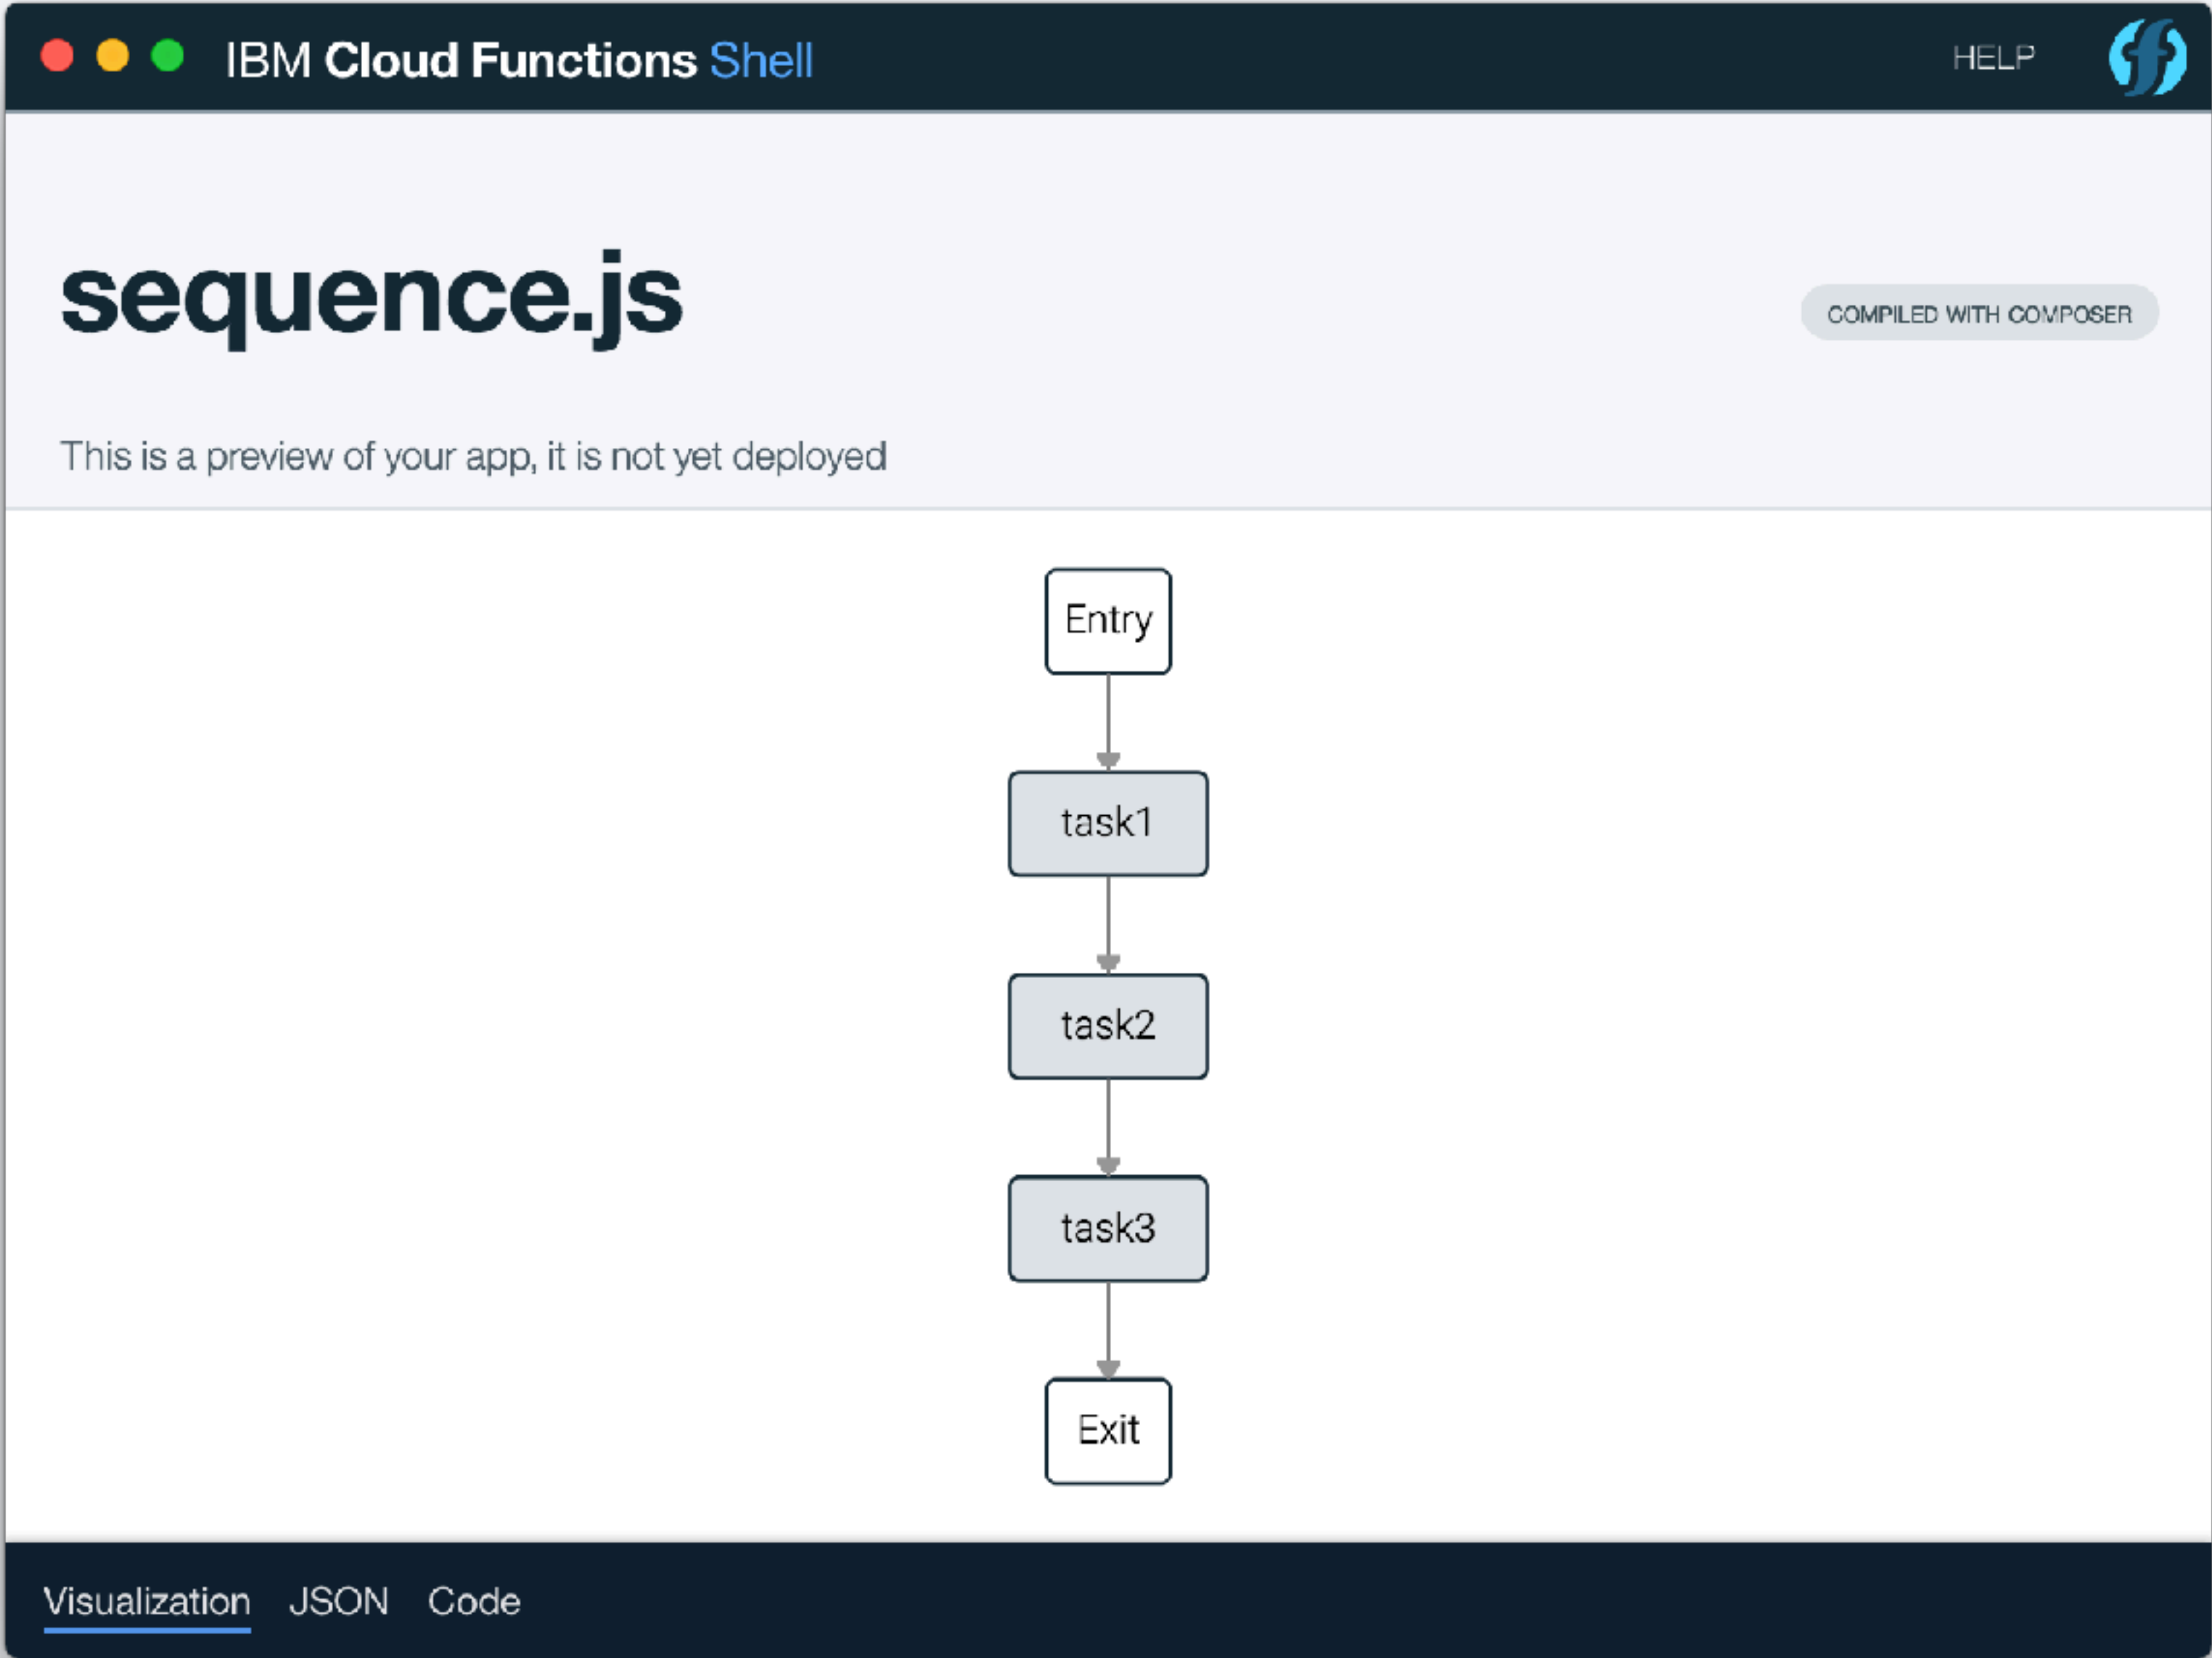 IBM Cloud Functions Shell
HELP
sequence.js
COMPILED WITH COMPOSER
This is a preview of your app, it is not yet deployed
Entry
task1
task2
task3
Exit
Visualization JSON Code